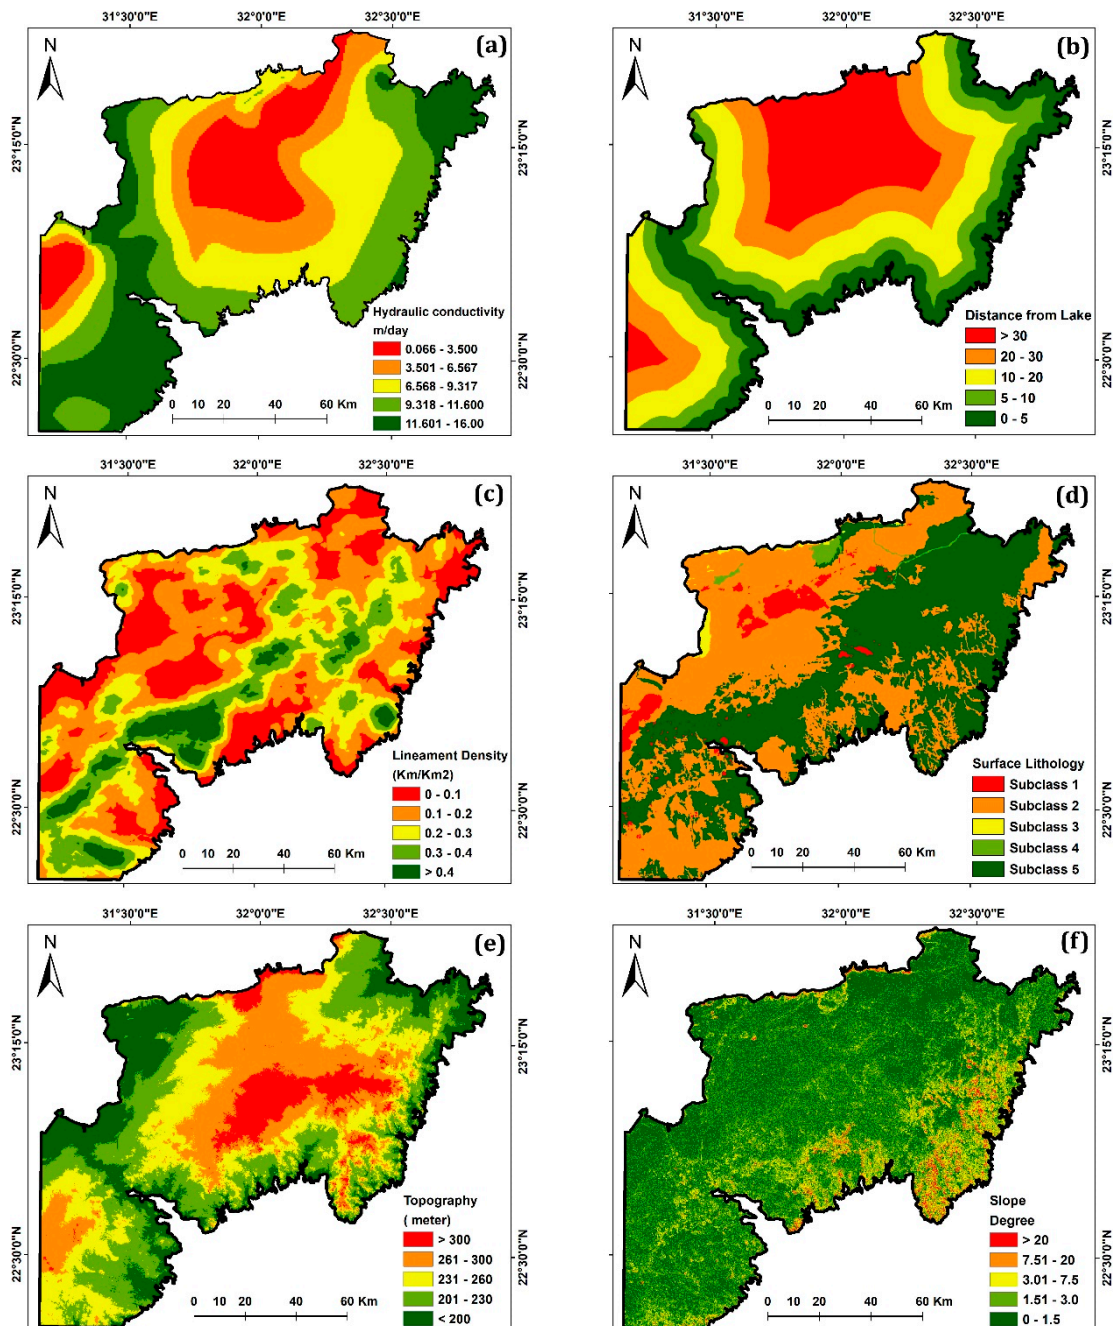 31°30'0"E 32°0'0"E 32°30'0"E
31°30'0"E 32°0'0"E 32°30'0"E
N (a)
N (b)
23°15'0"N
23°15'0"N
23°15'0"N
22°30'0"N
22°30'0"N
22°30'0"N
Hydraulic conductivity
m/day
0.066 - 3.500
3.501 - 6.567
6.568 - 9.317
9.318 - 11.600
11.601 - 16.00
0 10 20 40 60 Km
Distance from Lake
> 30
20 - 30
10 - 20
5 - 10
0 - 5
0 10 20 40 60 Km
31°30'0"E 32°0'0"E 32°30'0"E
31°30'0"E 32°0'0"E 32°30'0"E
N (c)
N (d)
23°15'0"N
23°15'0"N
23°15'0"N
22°30'0"N
22°30'0"N
22°30'0"N
Lineament Density
(Km/Km2)
0 - 0.1
0.1 - 0.2
0.2 - 0.3
0.3 - 0.4
> 0.4
0 10 20 40 60 Km
Surface Lithology
Subclass 1
Subclass 2
Subclass 3
Subclass 4
Subclass 5
0 10 20 40 60 Km
31°30'0"E 32°0'0"E 32°30'0"E
31°30'0"E 32°0'0"E 32°30'0"E
N (e)
N (f)
23°15'0"N
23°15'0"N
23°15'0"N
22°30'0"N
22°30'0"N
22°30'0"N
Topography
( meter)
> 300
261 - 300
231 - 260
201 - 230
< 200
0 10 20 40 60 Km
Slope
Degree
> 20
7.51 - 20
3.01 - 7.5
1.51 - 3.0
0 - 1.5
0 10 20 40 60 Km